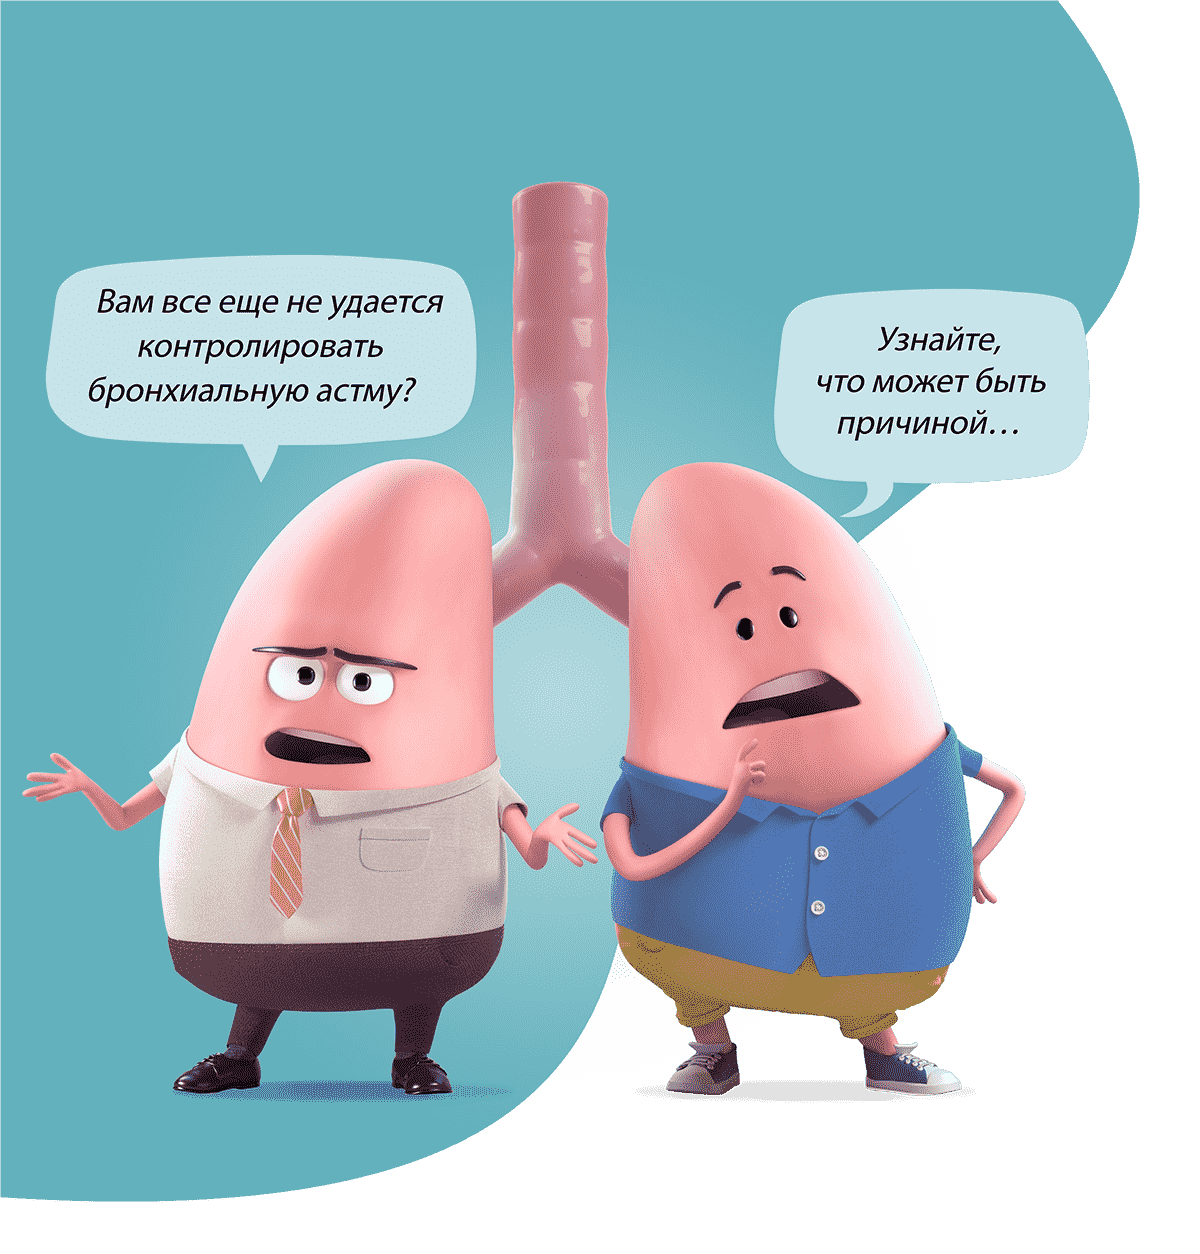 Вам все еще не удается
контролировать
бронхиальную астму?
Узнайте,
что может быть
причиной...